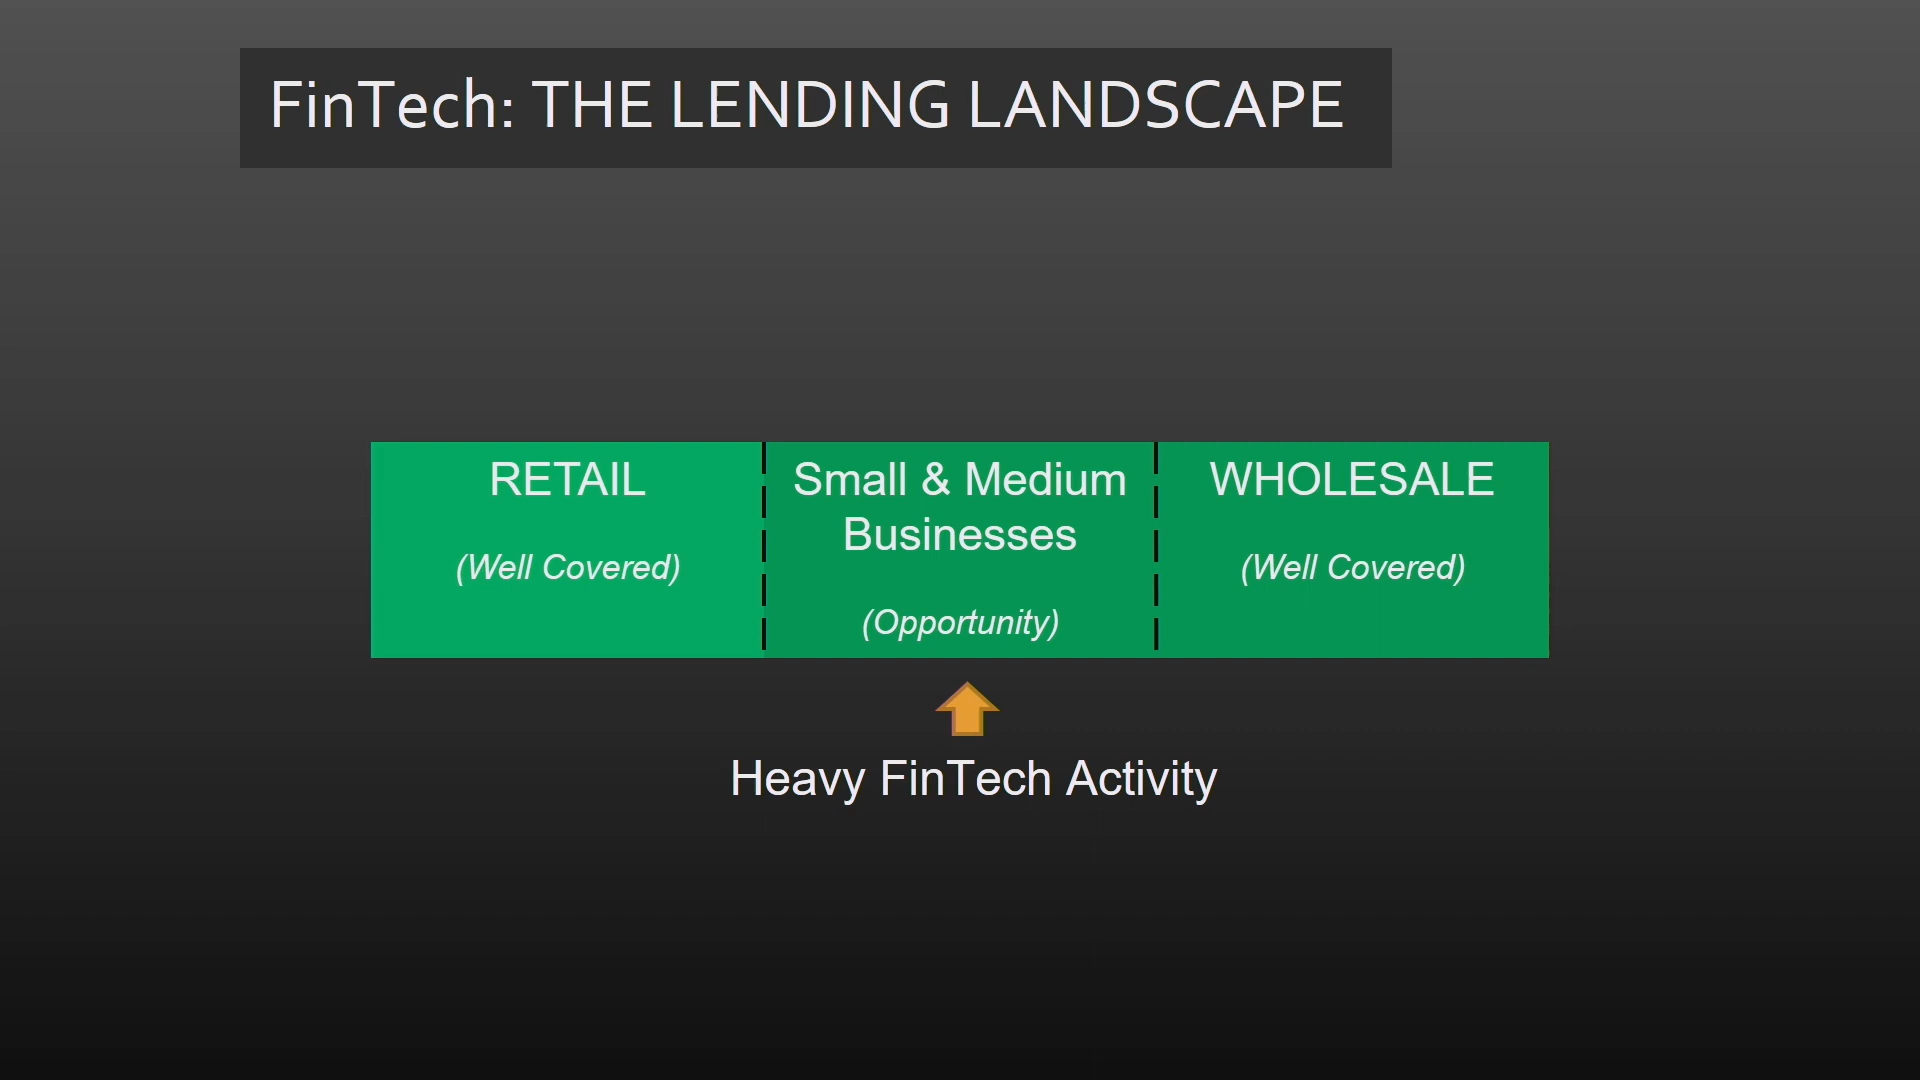 FinTech: THE LENDING LANDSCAPE
RETAIL
(Well Covered)
Small & Medium
Businesses
(Opportunity)
WHOLESALE
(Well Covered)
Heavy FinTech Activity